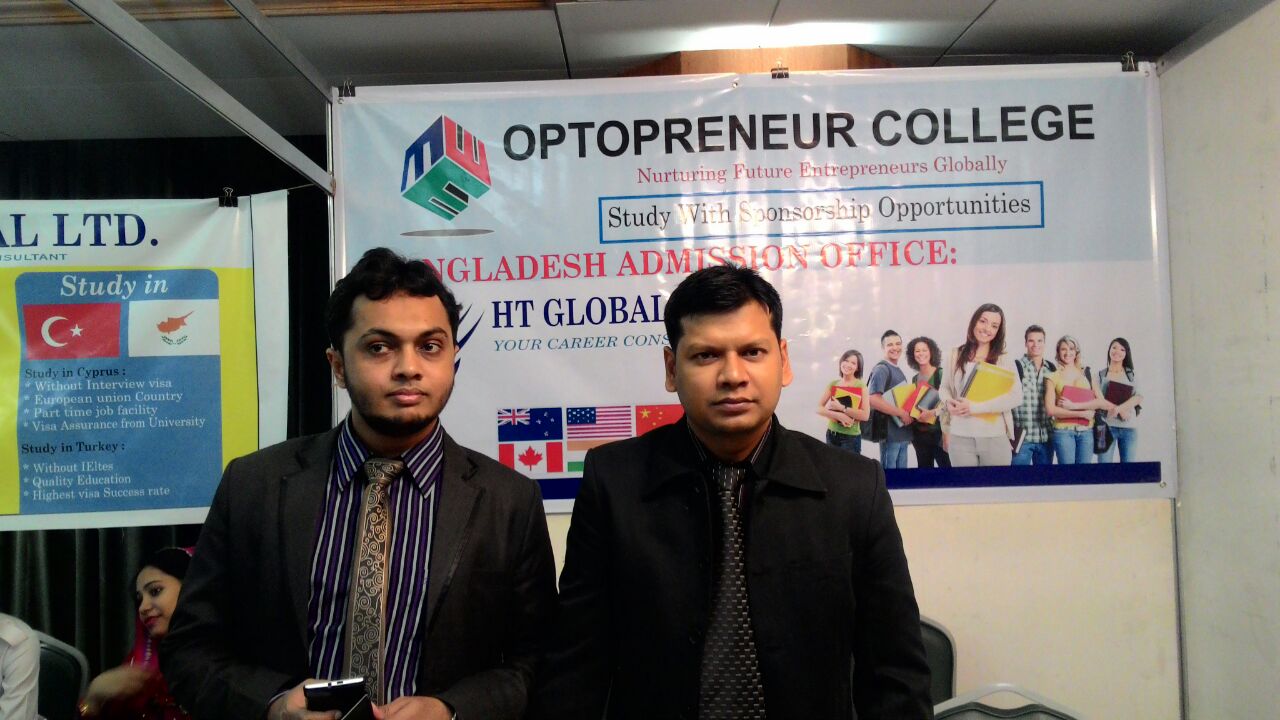 AL LTD.
NSULTANT
Study in
Study in Cyprus :
* Without Interview visa
* European union Country
* Part time job facility
* Visa Assurance from University
Study in Turkey :
* Without IEltes
* Quality Education
* Highest visa Success rate
OPTOPRENEUR COLLEGE
Nurturing Future Entrepreneurs Globally
Study With Sponsorship Opportunities
NGLADESH ADMISSION OFFICE:
HT GLOBAL
YOUR CAREER CONS